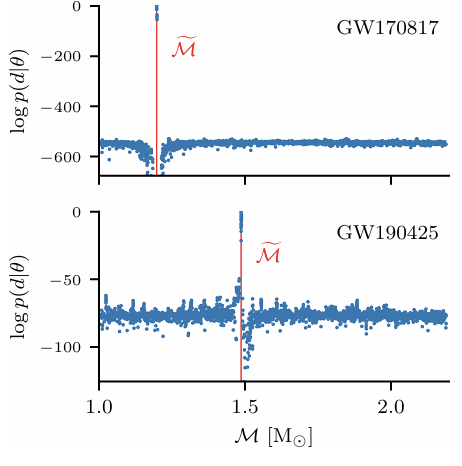 0
−200
−400
−600
log p(d|θ)
GW170817
ℳ̃
0
−50
−100
log p(d|θ)
GW190425
ℳ̃
1.0 1.5 2.0
ℳ [M☉]